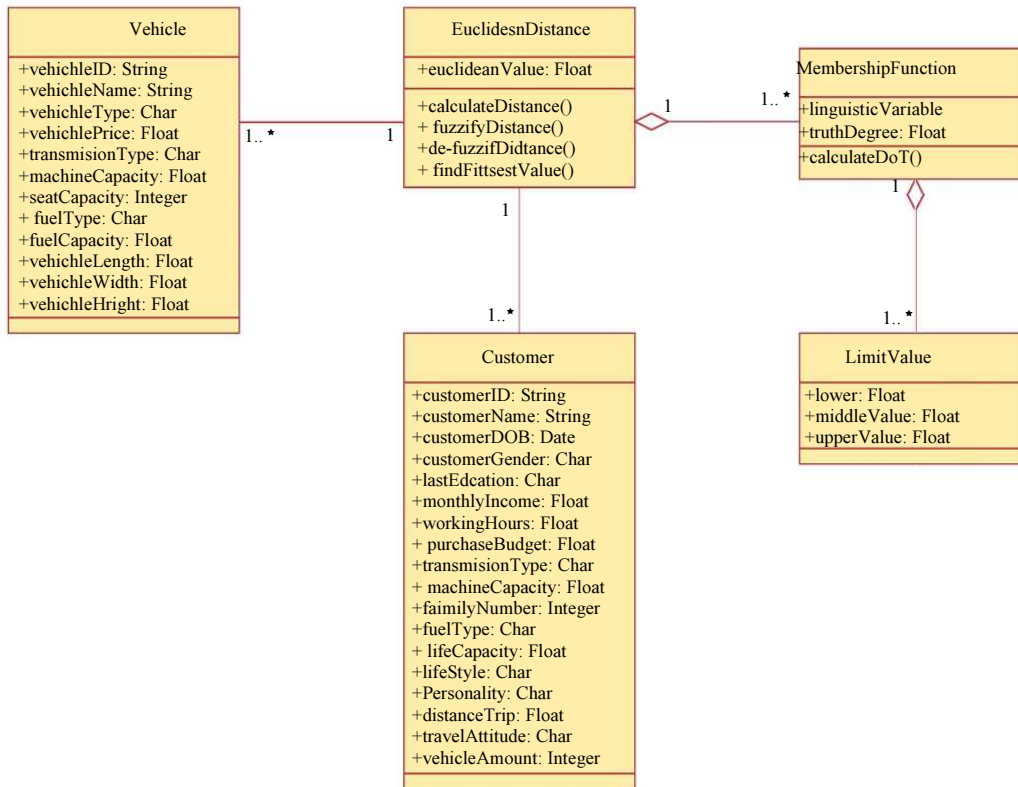 Vehicle
+vehichleID: String
+vehichleName: String
+vehichleType: Char
+vehichlePrice: Float
+transmisionType: Char
+machineCapacity: Float
+seatCapacity: Integer
+ fuelType: Char
+fuelCapacity: Float
+vehichleLength: Float
+vehichleWidth: Float
+vehichleHright: Float
1..*
1
EuclidesnDistance
+euclideanValue: Float
+calculateDistance()
+ fuzzifyDistance()
+de-fuzzifDidtance()
+ findFittsestValue()
1
1..*
MembershipFunction
+linguisticVariable
+truthDegree: Float
+calculateDoT()
1
1
1..*
1..*
Customer
+customerID: String
+customerName: String
+customerDOB: Date
+customerGender: Char
+lastEdcation: Char
+monthlyIncome: Float
+workingHours: Float
+ purchaseBudget: Float
+transmisionType: Char
+ machineCapacity: Float
+faimilyNumber: Integer
+fuelType: Char
+ lifeCapacity: Float
+lifeStyle: Char
+Personality: Char
+distanceTrip: Float
+travelAttitude: Char
+vehicleAmount: Integer
LimitValue
+lower: Float
+middleValue: Float
+upperValue: Float